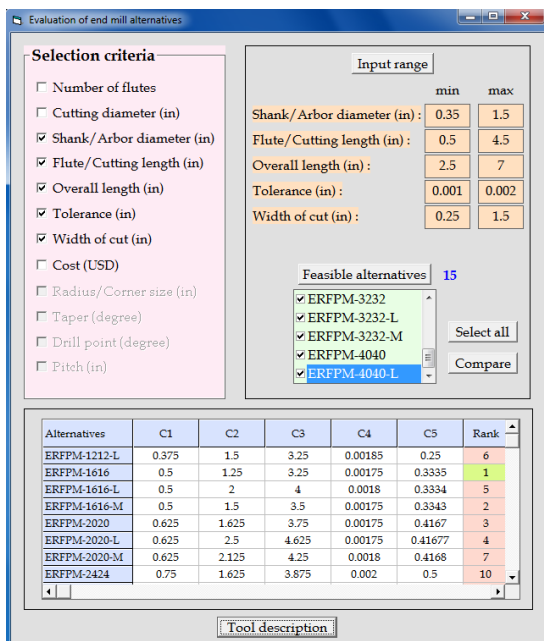 Evaluation of end mill alternatives
Selection criteria
Number of flutes
Cutting diameter (in)
Shank/Arbor diameter (in)
Flute/Cutting length (in)
Overall length (in)
Tolerance (in)
Width of cut (in)
Cost (USD)
Radius/Corner size (in)
Taper (degree)
Drill point (degree)
Pitch (in)
Input range
min max
Shank/Arbor diameter (in) : 0.35 1.5
Flute/Cutting length (in) : 0.5 4.5
Overall length (in) : 2.5 7
Tolerance (in) : 0.001 0.002
Width of cut (in) : 0.25 1.5
Feasible alternatives 15
ERFPM-3232
ERFPM-3232-L
ERFPM-3232-M
ERFPM-4040
ERFPM-4040-L
Select all
Compare
Alternatives C1 C2 C3 C4 C5 Rank
ERFPM-1212-L 0.375 1.5 3.25 0.00185 0.25 6
ERFPM-1616 0.5 1.25 3.25 0.00175 0.3335 1
ERFPM-1616-L 0.5 2 4 0.0018 0.3334 5
ERFPM-1616-M 0.5 1.5 3.5 0.00175 0.3343 2
ERFPM-2020 0.625 1.625 3.75 0.00175 0.4167 3
ERFPM-2020-L 0.625 2.5 4.625 0.00175 0.41677 4
ERFPM-2020-M 0.625 2.125 4.25 0.0018 0.4168 7
ERFPM-2424 0.75 1.625 3.875 0.002 0.5 10
Tool description